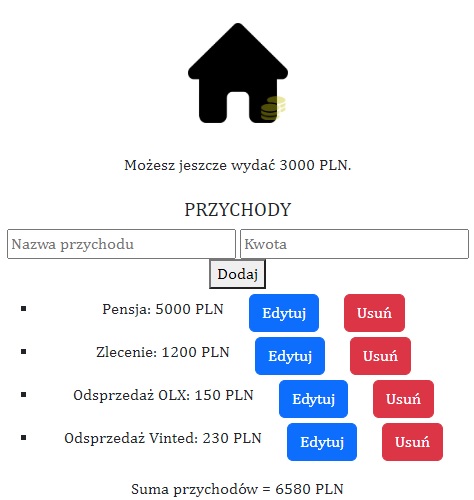 Możesz jeszcze wydać 3000 PLN.
PRZYCHODY
Nazwa przychodu Kwota
Dodaj
Pensja: 5000 PLN Edytuj Usuń
Zlecenie: 1200 PLN Edytuj Usuń
Odsprzedaż OLX: 150 PLN Edytuj Usuń
Odsprzedaż Vinted: 230 PLN Edytuj Usuń
Suma przychodów = 6580 PLN